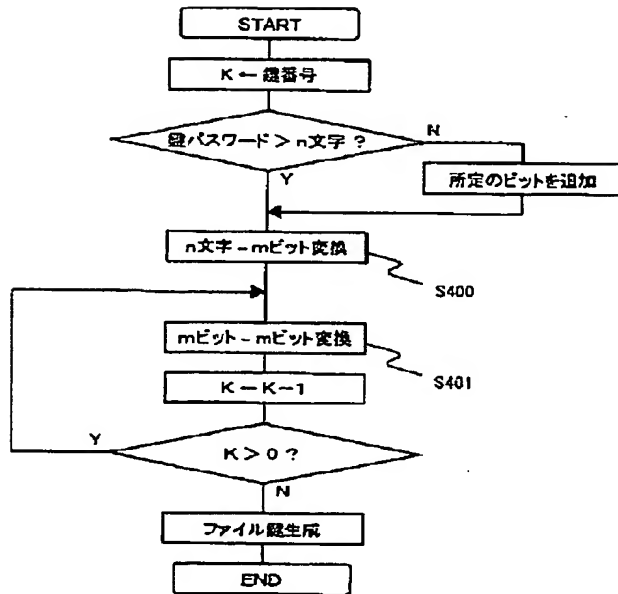 START
K ← 鍵番号
鍵パスワード > n文字 ?
N
所定のビットを追加
Y
n文字 – mビット変換
S400
mビット – mビット変換
S401
K ← K – 1
Y
K > 0 ?
N
ファイル鍵生成
END